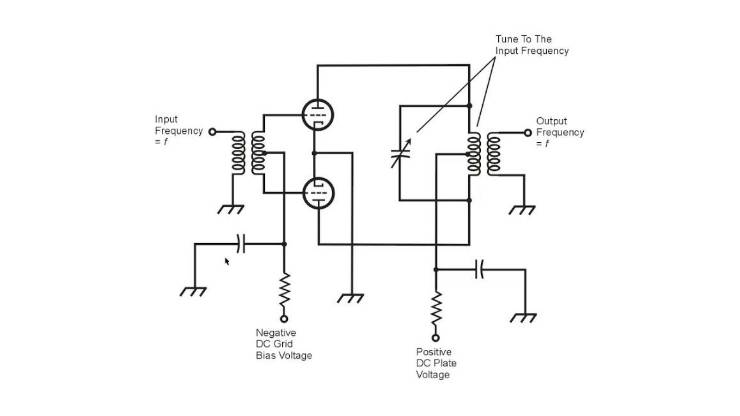 Tune To The
Input Frequency
Input
Frequency
= f
Output
Frequency
= f
Negative
DC Grid
Bias Voltage
Positive
DC Plate
Voltage